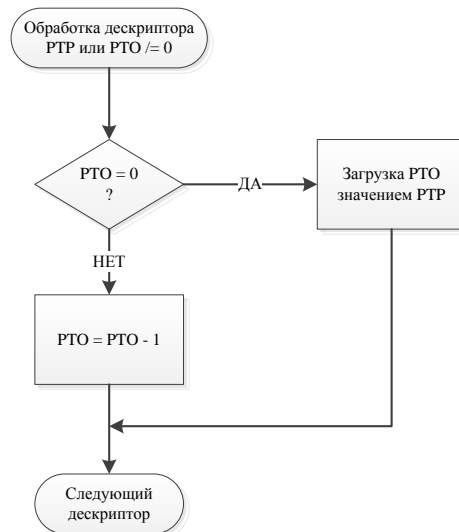 Обработка дескриптора
PTP или PTO /= 0
PTO = 0
?
ДА
Загрузка PTO
значением PTP
НЕТ
PTO = PTO - 1
Следующий
дескриптор